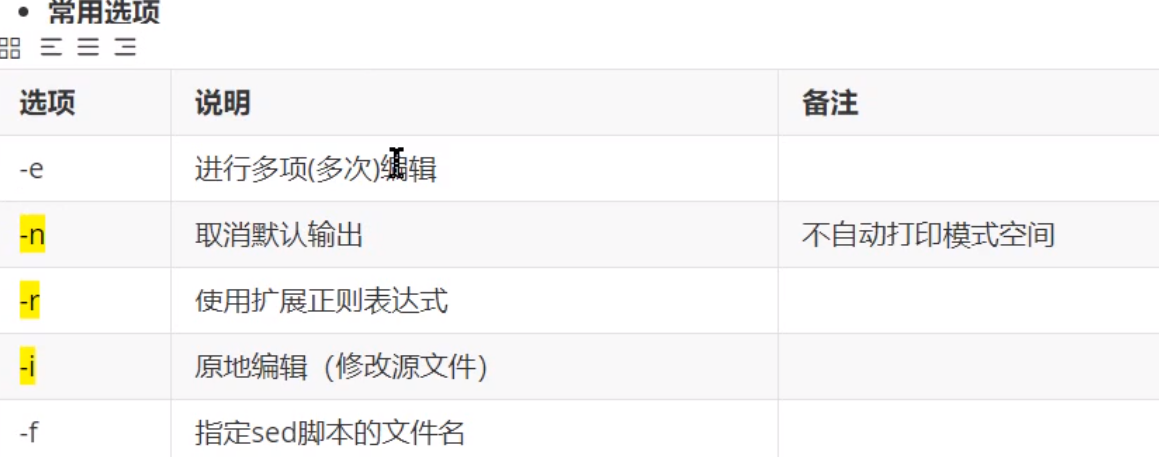 常用选项
选项 说明 备注
-e 进行多项(多次)编辑
-n 取消默认输出 不自动打印模式空间
-r 使用扩展正则表达式
-i 原地编辑（修改源文件）
-f 指定sed脚本的文件名